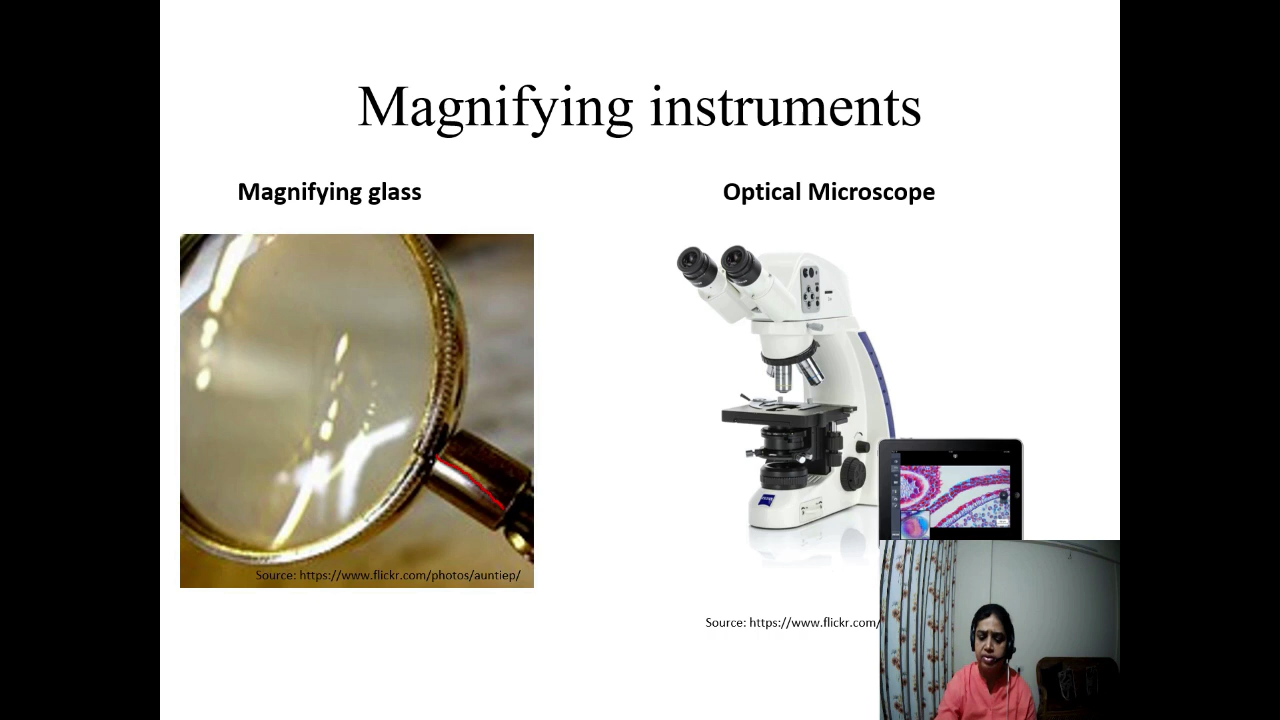 Magnifying instruments
Magnifying glass
Optical Microscope
Source: https://www.flickr.com/photos/auntiep/
Source: https://www.flickr.com/